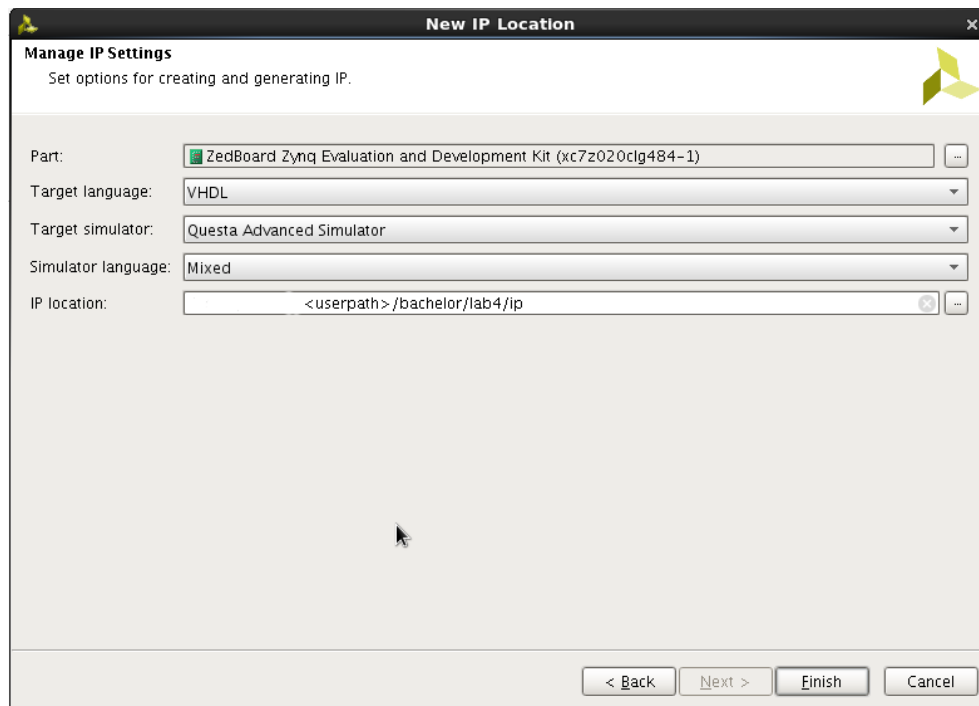 New IP Location
Manage IP Settings
Set options for creating and generating IP.
Part: ZedBoard Zynq Evaluation and Development Kit (xc7z020clg484-1) ...
Target language: VHDL
Target simulator: Questa Advanced Simulator
Simulator language: Mixed
IP location: <userpath>/bachelor/lab4/ip ...
< Back Next > Finish Cancel